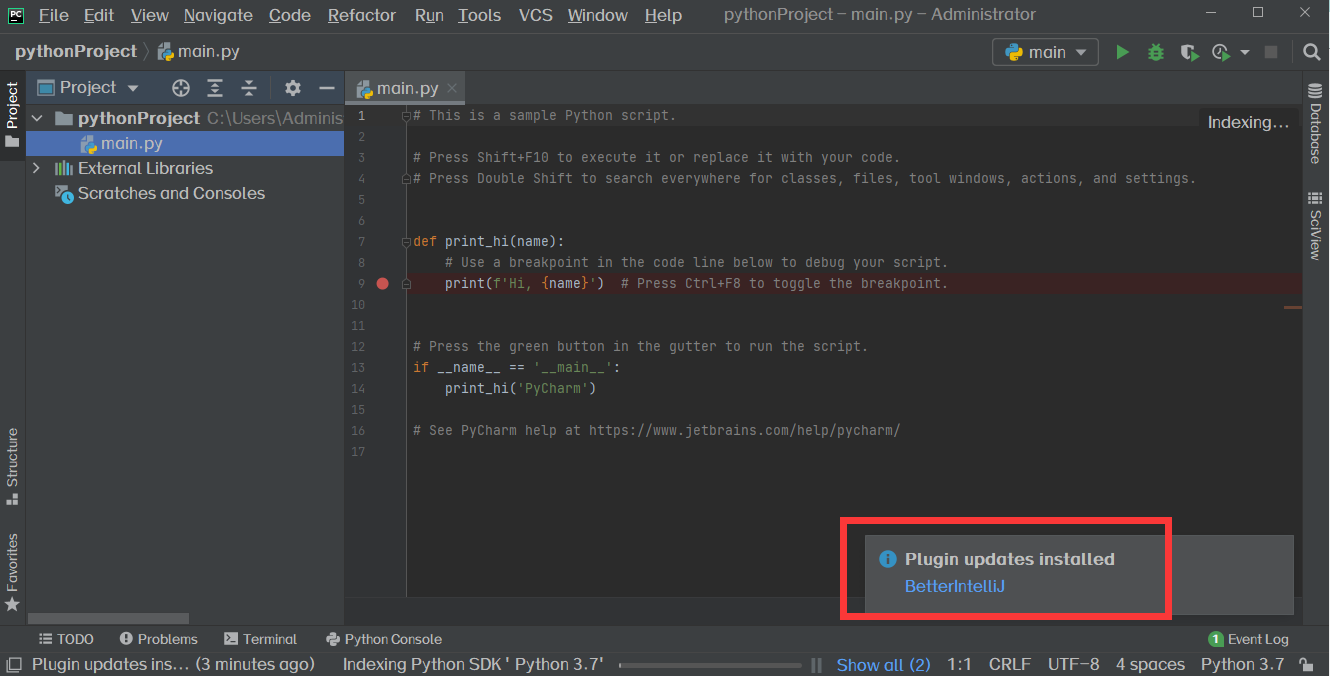 PC File Edit View Navigate Code Refactor Run Tools VCS Window Help pythonProject – main.py – Administrator
pythonProject main.py main
Project
Project
pythonProject C:\Users\Adminis
main.py
External Libraries
Scratches and Consoles
Structure
Favorites
main.py
1 # This is a sample Python script.
2
3 # Press Shift+F10 to execute it or replace it with your code.
4 # Press Double Shift to search everywhere for classes, files, tool windows, actions, and settings.
5
6
7 def print_hi(name):
8 # Use a breakpoint in the code line below to debug your script.
9 print(f'Hi, {name}') # Press Ctrl+F8 to toggle the breakpoint.
10
11
12 # Press the green button in the gutter to run the script.
13 if __name__ == '__main__':
14 print_hi('PyCharm')
15
16 # See PyCharm help at https://www.jetbrains.com/help/pycharm/
17
Indexing...
Database
SciView
Plugin updates installed
BetterIntelliJ
TODO Problems Terminal Python Console 1 Event Log
Plugin updates ins... (3 minutes ago) Indexing Python SDK ' Python 3.7' Show all (2) 1:1 CRLF UTF-8 4 spaces Python 3.7